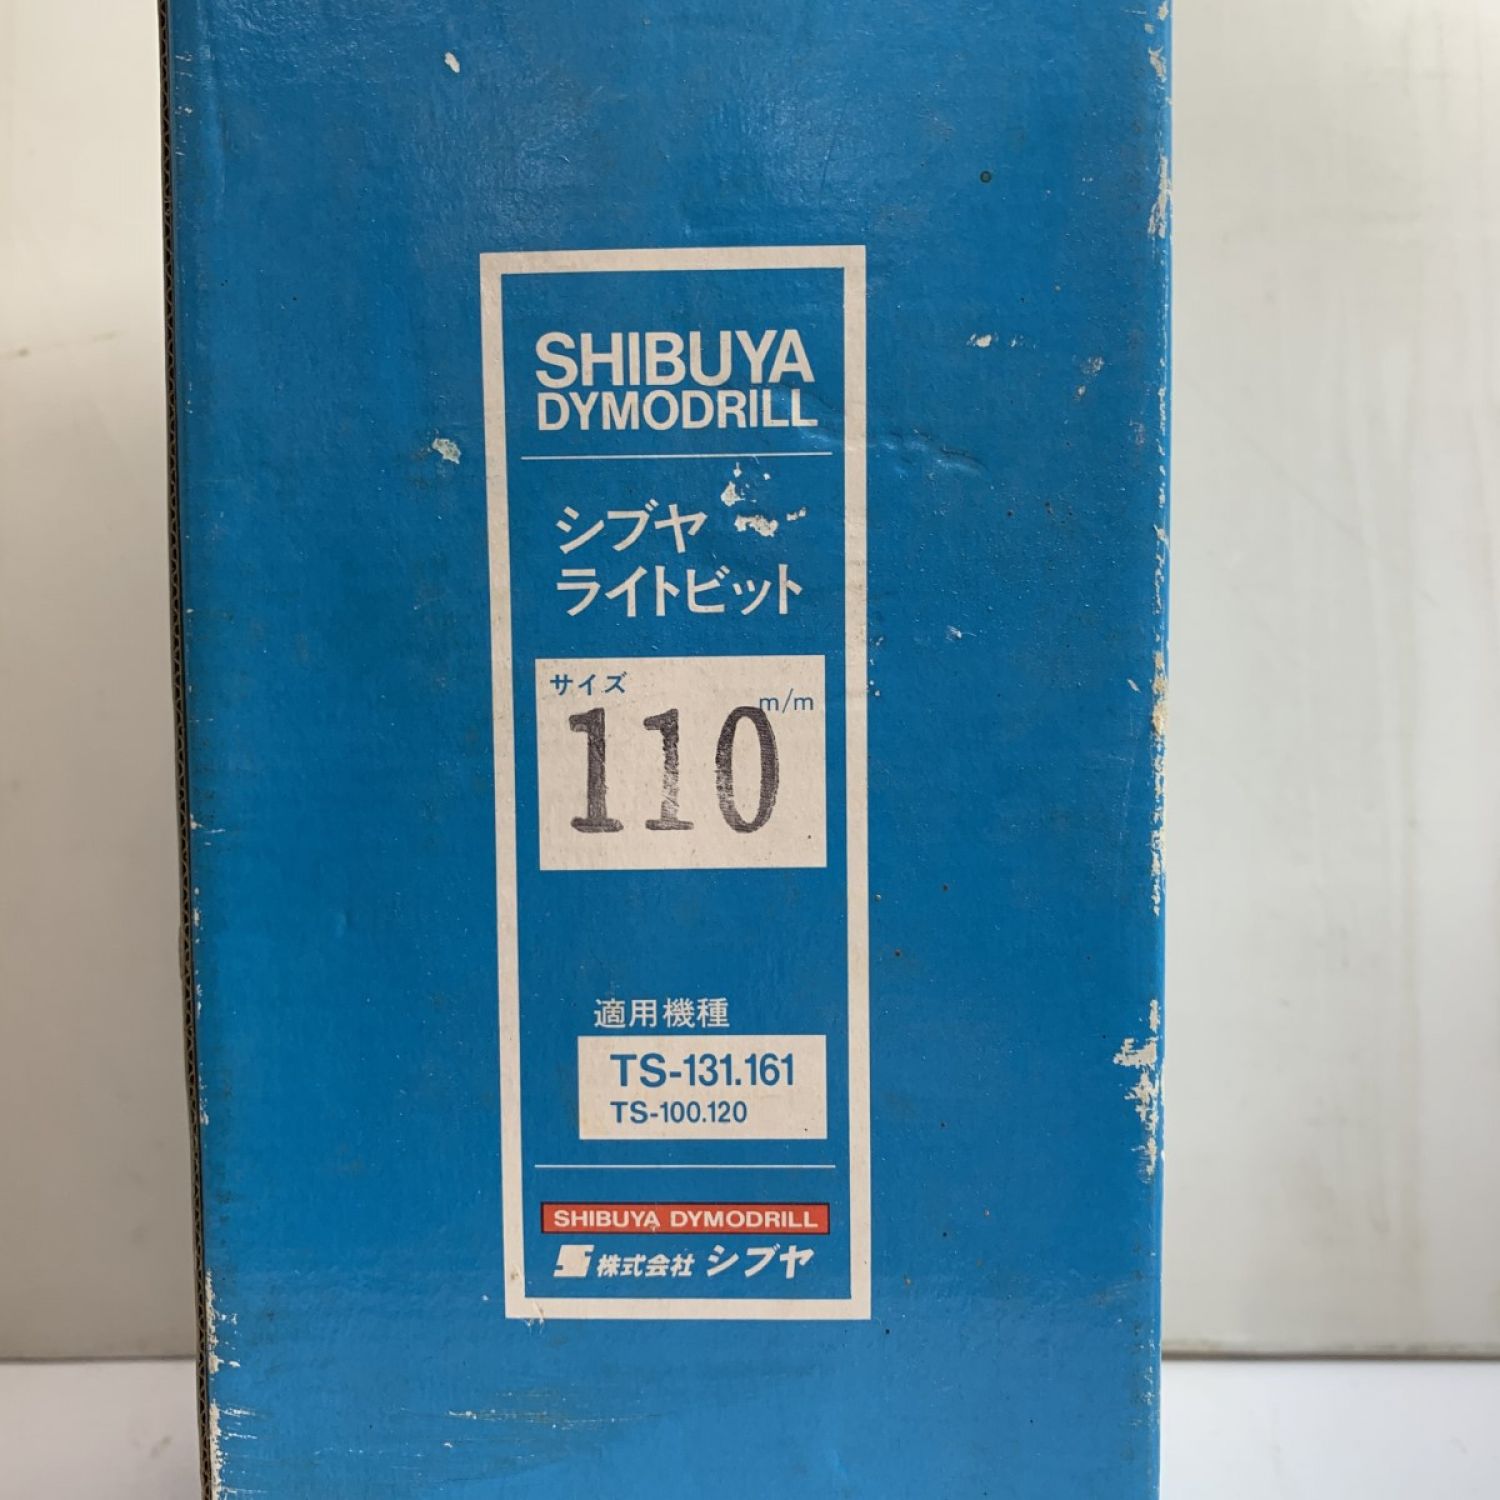 SHIBUYA
DYMODRILL
シブヤ
ライトビット
サイズ
m/m
110
適用機種
TS-131.161
TS-100.120
SHIBUYA DYMODRILL
株式会社 シブヤ